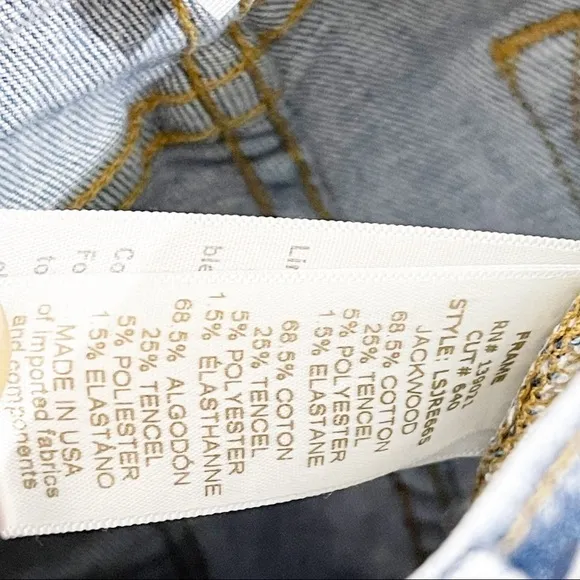 FRAME
RN# 139021
CUT# 640
STYLE: LSJRE665
JACKWOOD
68.5% COTTON
25% TENCEL
5% POLYESTER
1.5% ELASTANE
68.5% COTON
25% TENCEL
5% POLYESTER
1.5% ÉLASTHANNE
68.5% ALGODÓN
25% TENCEL
5% POLIESTER
1.5% ELASTÁNO
MADE IN USA
of imported fabrics
and components